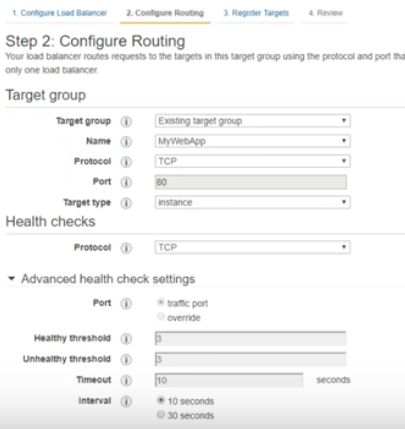 1. Configure Load Balancer 2. Configure Routing 3. Register Targets 4. Review
Step 2: Configure Routing
Your load balancer routes requests to the targets in this target group using the protocol and port tha
only one load balancer.
Target group
Target group i Existing target group
Name i MyWebApp
Protocol i TCP
Port i 80
Target type i instance
Health checks
Protocol i TCP
Advanced health check settings
Port i traffic port
override
Healthy threshold i 3
Unhealthy threshold i 3
Timeout i 10 seconds
Interval i 10 seconds
30 seconds